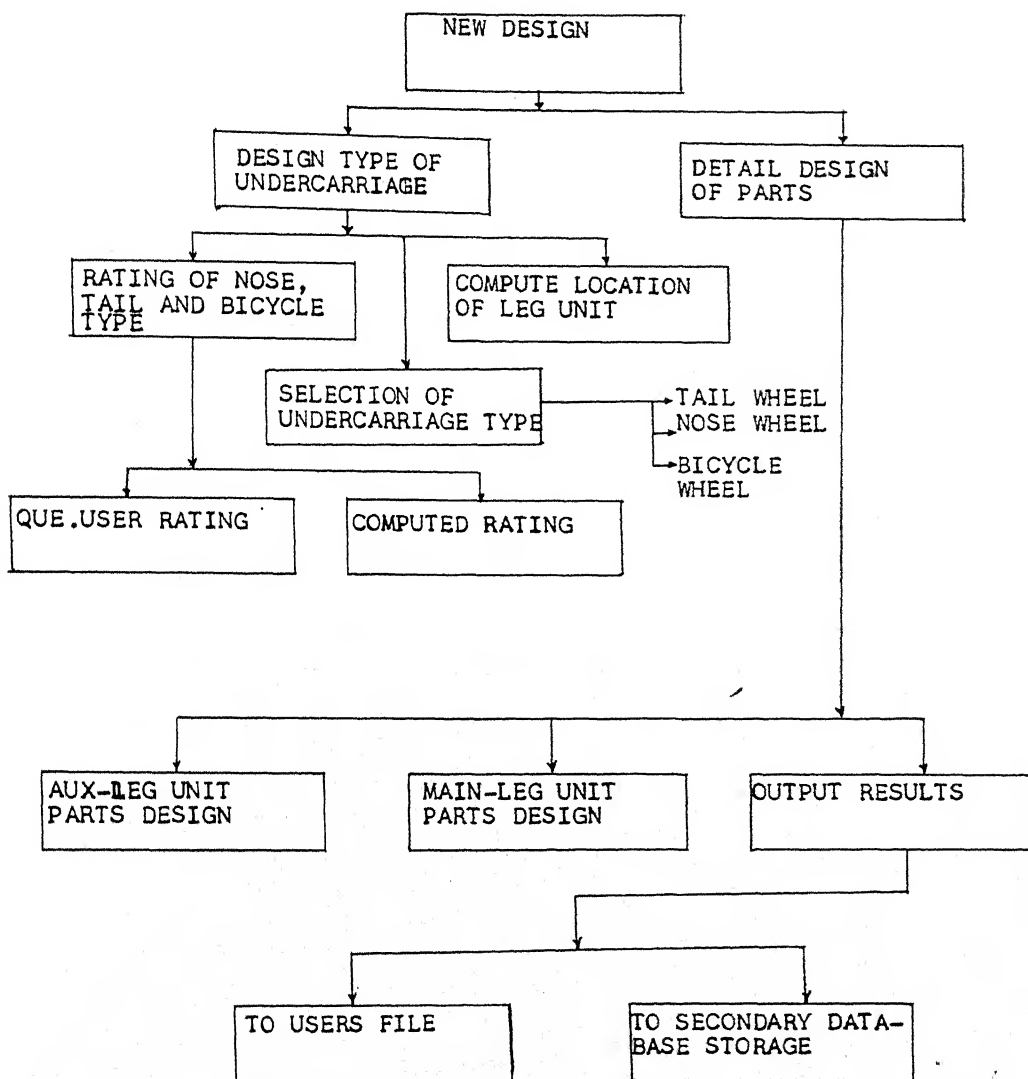 NEW DESIGN
DESIGN TYPE OF
UNDERCARRIAGE
DETAIL DESIGN
OF PARTS
RATING OF NOSE,
TAIL AND BICYCLE
TYPE
COMPUTE LOCATION
OF LEG UNIT
SELECTION OF
UNDERCARRIAGE TYPE
TAIL WHEEL
NOSE WHEEL
BICYCLE
WHEEL
QUE.USER RATING
COMPUTED RATING
AUX-LEG UNIT
PARTS DESIGN
MAIN-LEG UNIT
PARTS DESIGN
OUTPUT RESULTS
TO USERS FILE
TO SECONDARY DATA-
BASE STORAGE